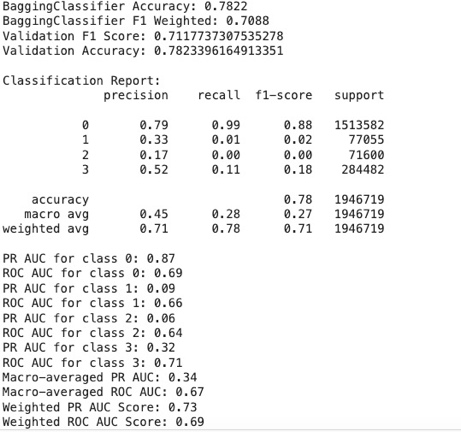 BaggingClassifier Accuracy: 0.7822
BaggingClassifier F1 Weighted: 0.7088
Validation F1 Score: 0.7117737307535278
Validation Accuracy: 0.7823396164913351
Classification Report:
precision recall f1-score support
0 0.79 0.99 0.88 1513582
1 0.33 0.01 0.02 77055
2 0.17 0.00 0.00 71600
3 0.52 0.11 0.18 284482
accuracy 0.78 1946719
macro avg 0.45 0.28 0.27 1946719
weighted avg 0.71 0.78 0.71 1946719
PR AUC for class 0: 0.87
ROC AUC for class 0: 0.69
PR AUC for class 1: 0.09
ROC AUC for class 1: 0.66
PR AUC for class 2: 0.06
ROC AUC for class 2: 0.64
PR AUC for class 3: 0.32
ROC AUC for class 3: 0.71
Macro-averaged PR AUC: 0.34
Macro-averaged ROC AUC: 0.67
Weighted PR AUC Score: 0.73
Weighted ROC AUC Score: 0.69